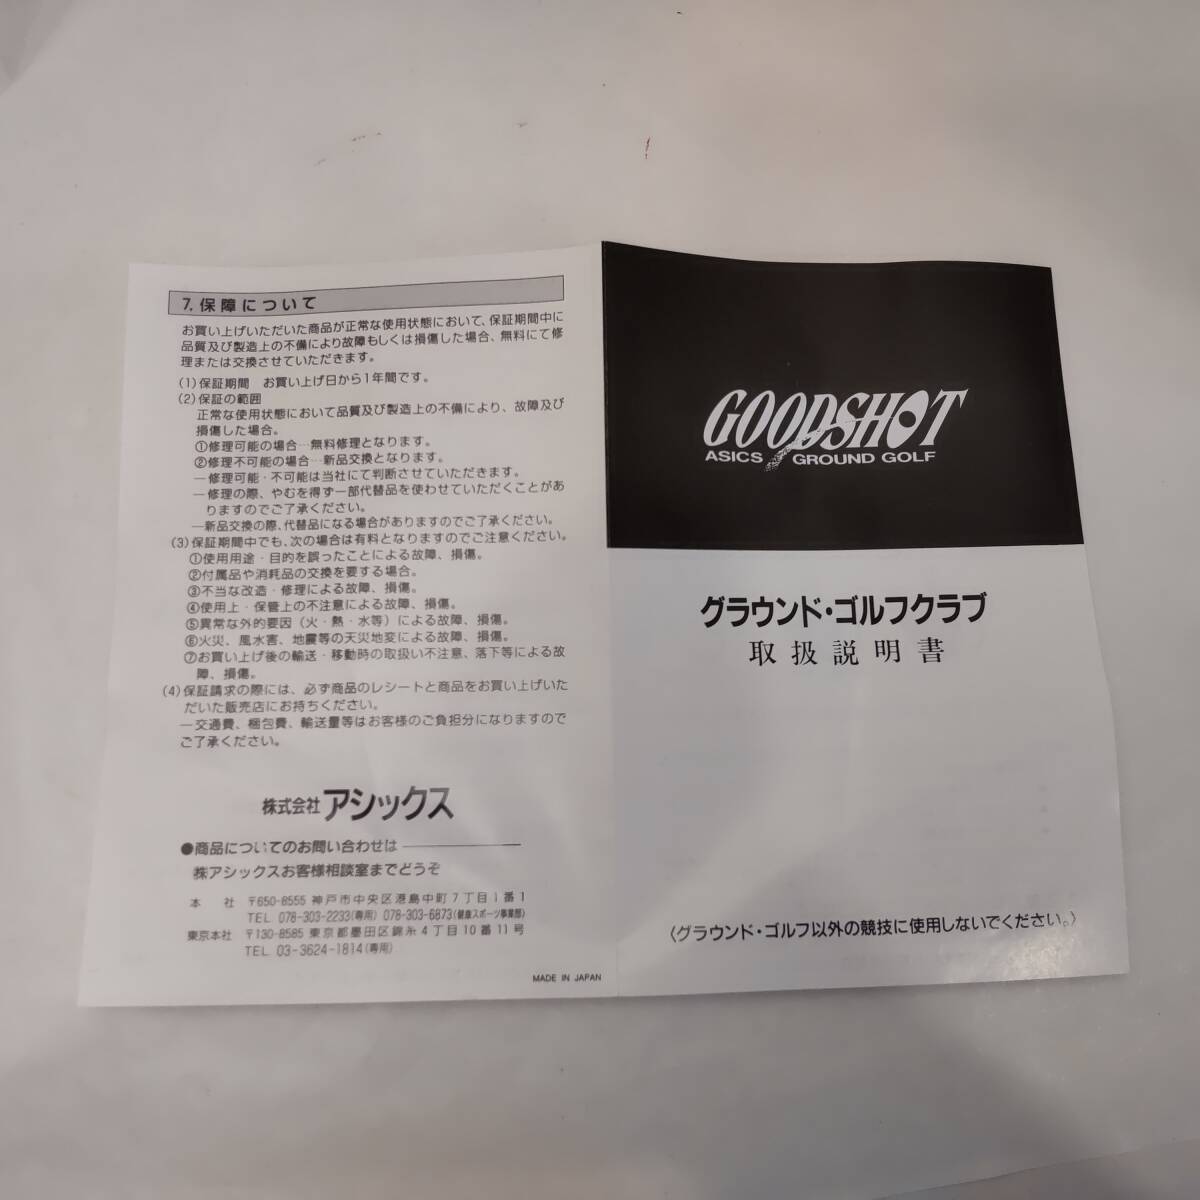 7. 保障について
お買い上げいただいた商品が正常な使用状態において、保証期間中に
品質及び製造上の不備により故障もしくは損傷した場合、無料にて修
理または交換させていただきます。
(1)保証期間　お買い上げ日から1年間です。
(2)保証の範囲
正常な使用状態において品質及び製造上の不備により、故障及び
損傷した場合。
①修理可能の場合…無料修理となります。
②修理不可能の場合…新品交換となります。
―修理可能・不可能は当社にて判断させていただきます。
―修理の際、やむを得ず一部代替品を使わせていただくことがあ
りますのでご了承ください。
―新品交換の際、代替品になる場合がありますのでご了承ください。
(3)保証期間中でも、次の場合は有料となりますのでご注意ください。
①使用用途・目的を誤ったことによる故障、損傷。
②付属品や消耗品の交換を要する場合。
③不当な改造・修理による故障、損傷。
④使用上・保管上の不注意による故障、損傷。
⑤異常な外的要因（火・熱・水等）による故障、損傷。
⑥火災、風水害、地震等の天災地変による故障、損傷。
⑦お買い上げ後の輸送・移動時の取扱い不注意、落下等による故
障、損傷。
(4)保証請求の際には、必ず商品のレシートと商品をお買い上げいた
だいた販売店にお持ちください。
―交通費、梱包費、輸送量等はお客様のご負担分になりますので
ご了承ください。
株式会社 アシックス
●商品についてのお問い合わせは
㈱アシックスお客様相談室までどうぞ
本　社　〒650-8555 神戸市中央区港島中町7丁目1番1
TEL 078-303-2233(専用) 078-303-6873(健康スポーツ事業部)
東京本社　〒130-8585 東京都墨田区錦糸4丁目10番11号
TEL 03-3624-1814(専用)
MADE IN JAPAN
GOODSHOT
ASICS GROUND GOLF
グラウンド・ゴルフクラブ
取扱説明書
〈グラウンド・ゴルフ以外の競技に使用しないでください。〉